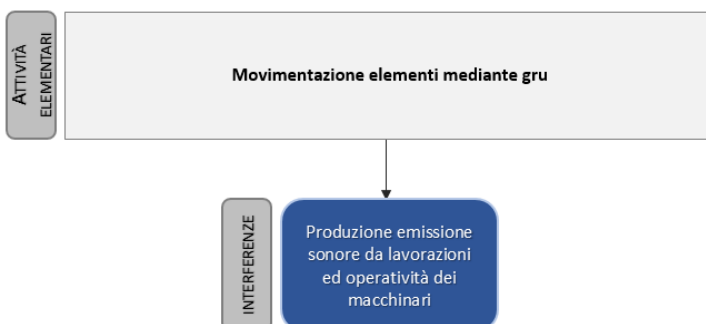 ATTIVITÀ
ELEMENTARI
Movimentazione elementi mediante gru
INTERFERENZE
Produzione emissione
sonore da lavorazioni
ed operatività dei
macchinari